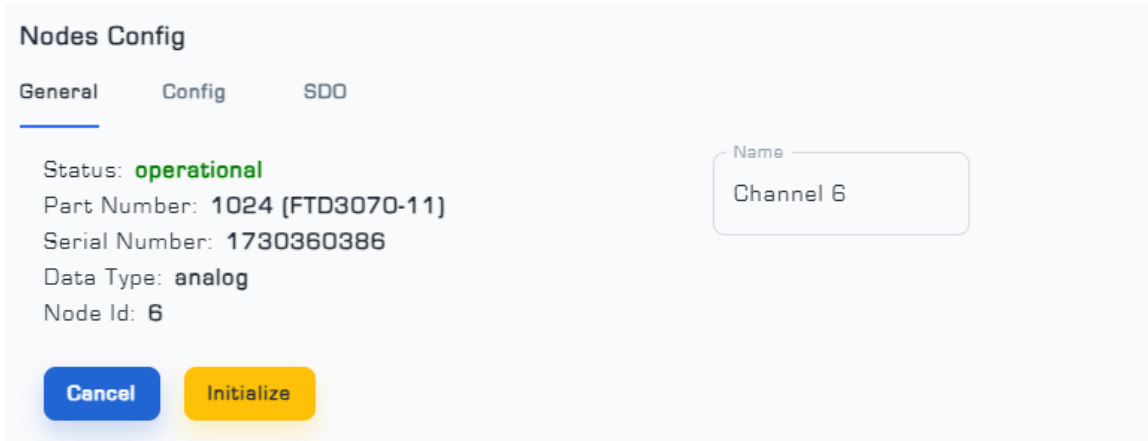 Nodes Config
General Config SDO
Status: operational
Part Number: 1024 (FTD3070-11)
Serial Number: 1730360386
Data Type: analog
Node Id: 6
Name
Channel 6
Cancel Initialize